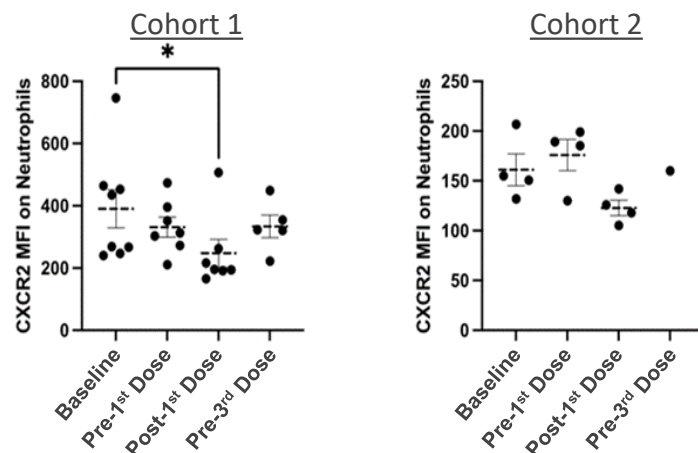 Cohort 1
*
CXCR2 MFI on Neutrophils
800
600
400
200
0
Baseline
Pre-1st Dose
Post-1st Dose
Pre-3rd Dose
Cohort 2
CXCR2 MFI on Neutrophils
250
200
150
100
50
0
Baseline
Pre-1st Dose
Post-1st Dose
Pre-3rd Dose